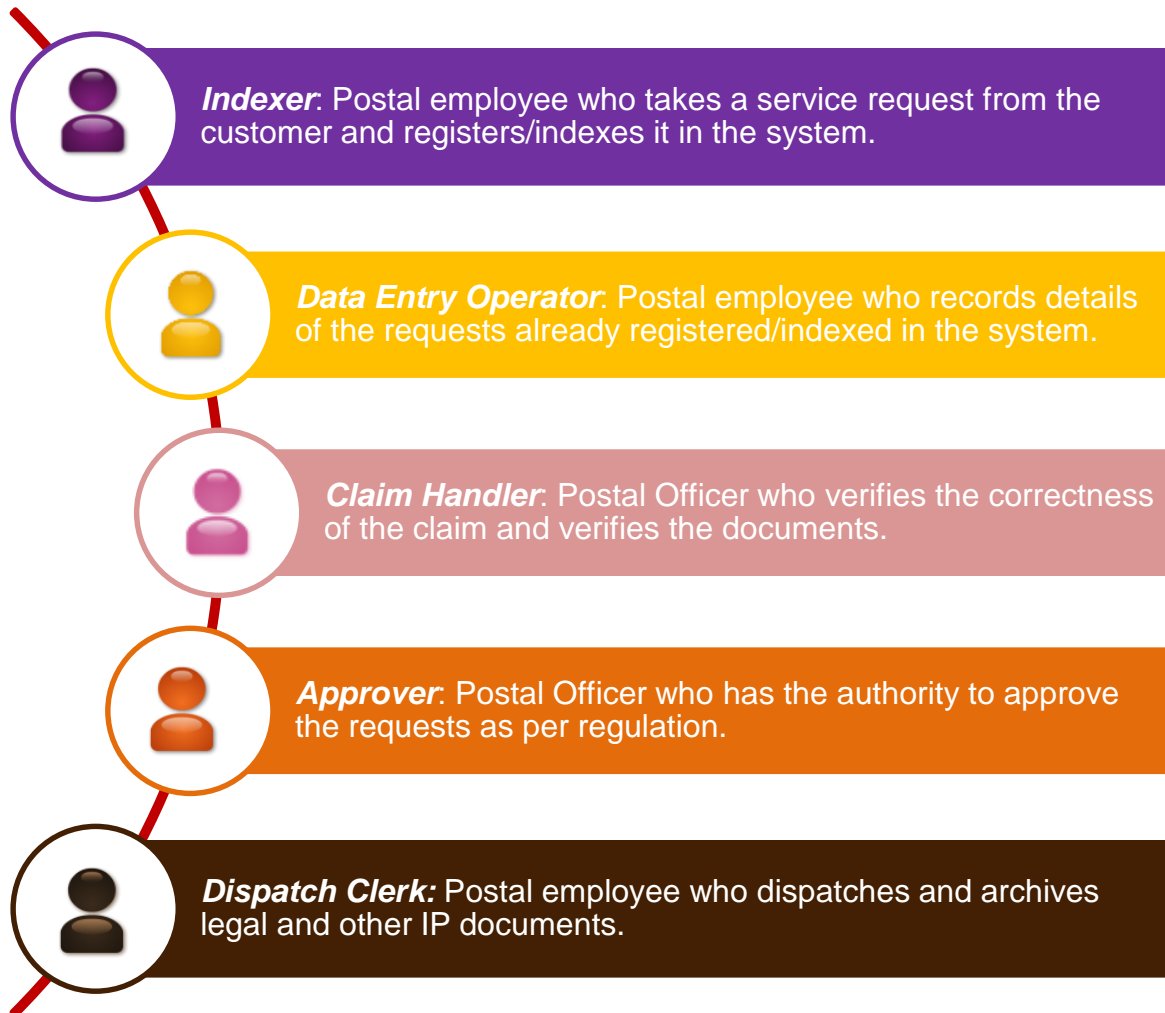 Indexer: Postal employee who takes a service request from the
customer and registers/indexes it in the system.
Data Entry Operator: Postal employee who records details
of the requests already registered/indexed in the system.
Claim Handler: Postal Officer who verifies the correctness
of the claim and verifies the documents.
Approver: Postal Officer who has the authority to approve
the requests as per regulation.
Dispatch Clerk: Postal employee who dispatches and archives
legal and other IP documents.